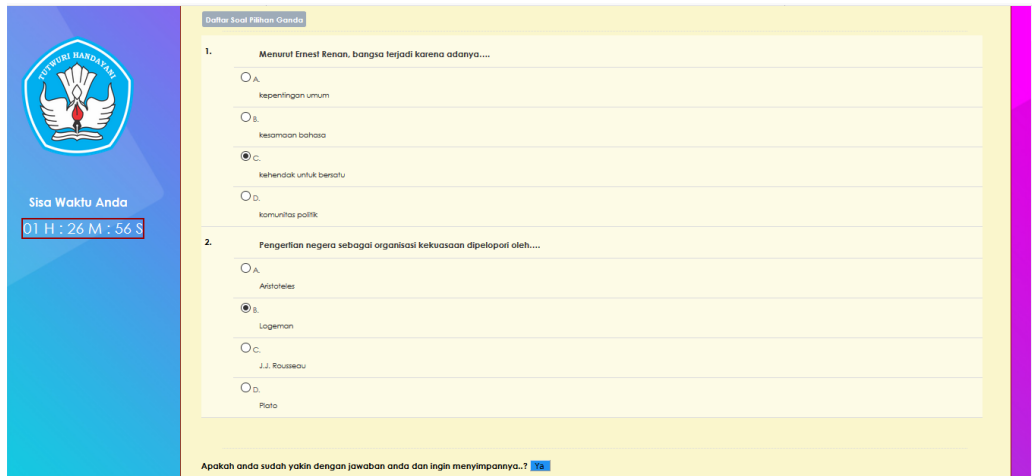 TUTWURI HANDAYANI
Sisa Waktu Anda
01 H : 26 M : 56 S
Daftar Soal Pilihan Ganda
1. Menurut Ernest Renan, bangsa terjadi karena adanya....
A.
kepentingan umum
B.
kesamaan bahasa
C.
kehendak untuk bersatu
D.
komunitas politik
2. Pengertian negera sebagai organisasi kekuasaan dipelopori oleh....
A.
Aristoteles
B.
Logeman
C.
J.J. Rousseau
D.
Plato
Apakah anda sudah yakin dengan jawaban anda dan ingin menyimpannya..? Ya